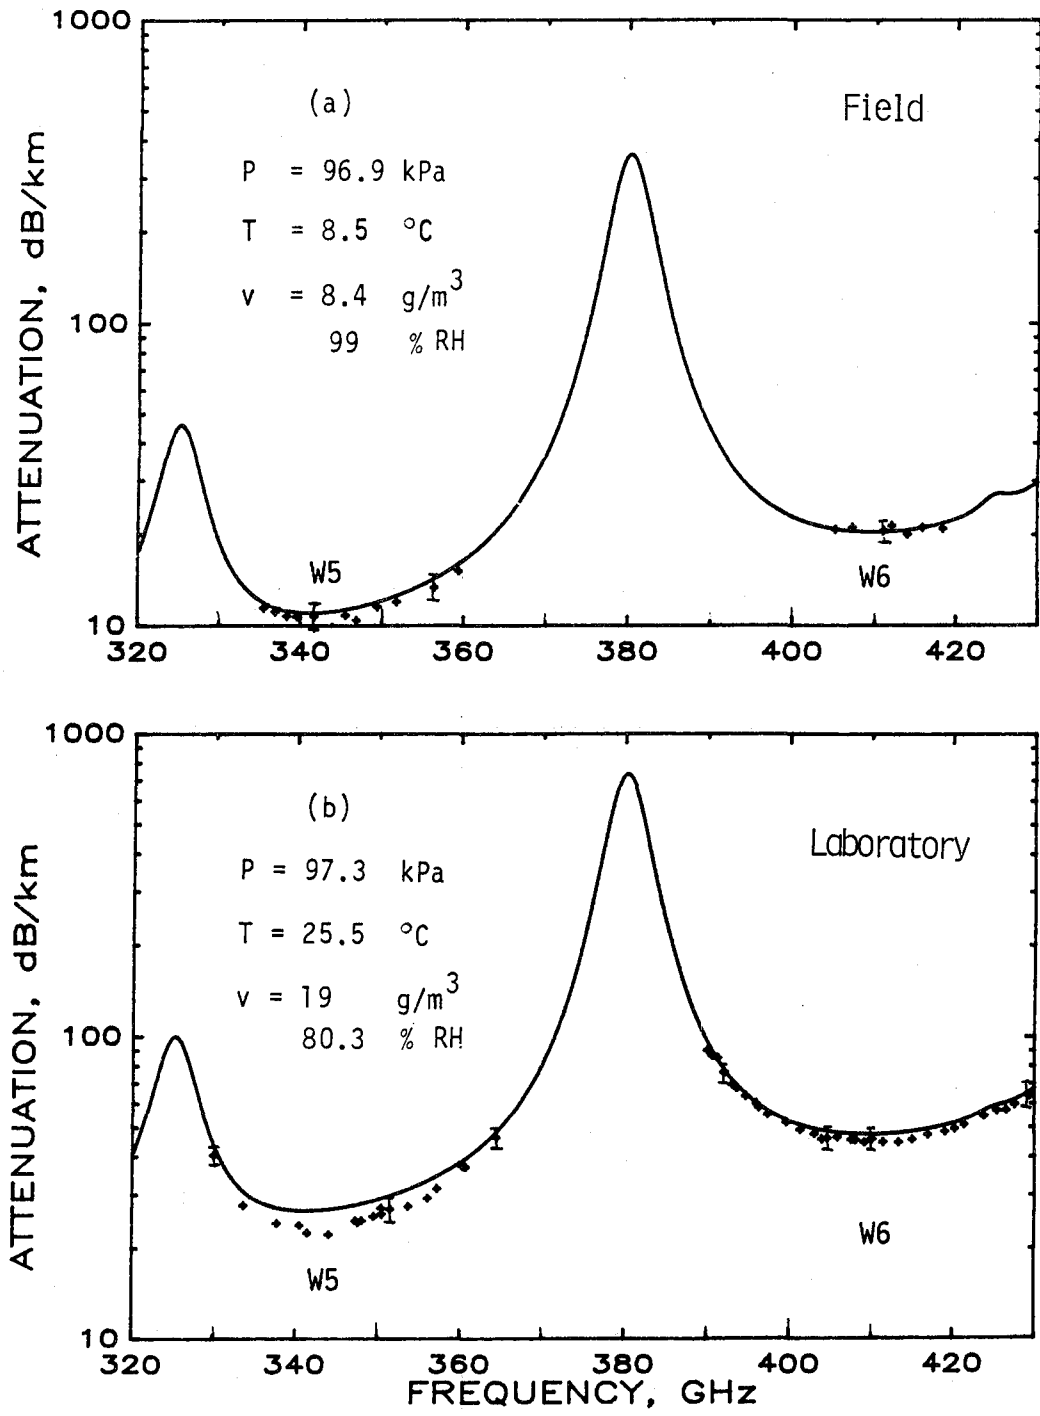 1000
(a)
Field
P = 96.9 kPa
T = 8.5 °C
v = 8.4 g/m³
99 % RH
100
W5
W6
10
320 340 360 380 400 420
ATTENUATION, dB/km
1000
(b)
Laboratory
P = 97.3 kPa
T = 25.5 °C
v = 19 g/m³
80.3 % RH
100
W6
W5
10
320 340 360 380 400 420
FREQUENCY, GHz
ATTENUATION, dB/km